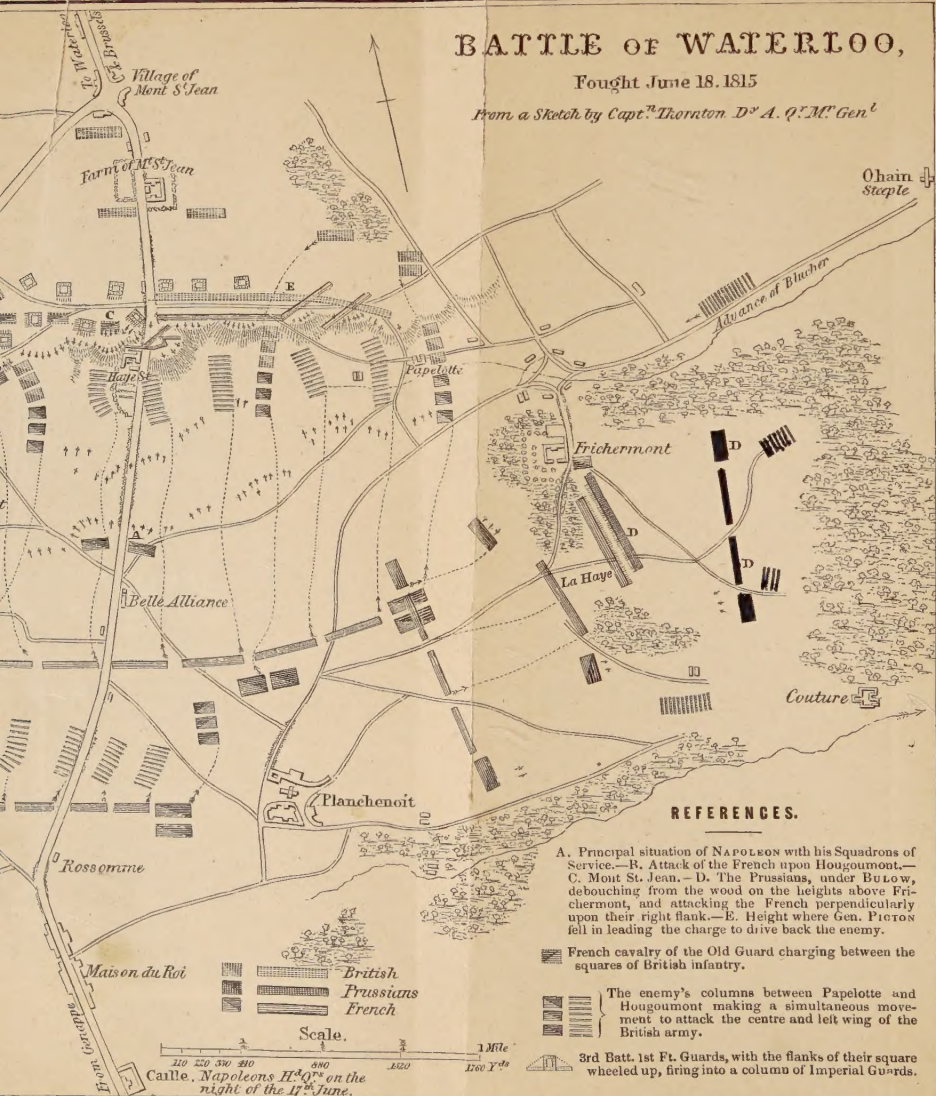 BATTLE OF WATERLOO,
Fought June 18. 1815
From a Sketch by Capt.n Thornton Dy A. Qr. Mr. Genl
To Waterloo
& Brussels
Village of
Mont St Jean
Farm of Mt St Jean
Ohain
Steeple
Advance of Blucher
E
C
Haye St
Papelotte
Frichermont
D
D
D
La Haye
A
Belle Alliance
Couture
Planchenoit
Rossomme
Maison du Roi
From Genappe
British
Prussians
French
Scale.
1 Mile
110 220 330 440 880 1320 1760 Yds
Caille, Napoleons Hd Qrs on the
night of the 17th June.
REFERENCES.
A. Principal situation of NAPOLEON with his Squadrons of
Service.—B. Attack of the French upon Hougoumont.—
C. Mont St. Jean.—D. The Prussians, under BULOW,
debouching from the wood on the heights above Fri-
chermont, and attacking the French perpendicularly
upon their right flank.—E. Height where Gen. PICTON
fell in leading the charge to drive back the enemy.
French cavalry of the Old Guard charging between the
squares of British infantry.
The enemy's columns between Papelotte and
Hougoumont making a simultaneous move-
ment to attack the centre and left wing of the
British army.
3rd Batt. 1st Ft. Guards, with the flanks of their square
wheeled up, firing into a column of Imperial Guards.